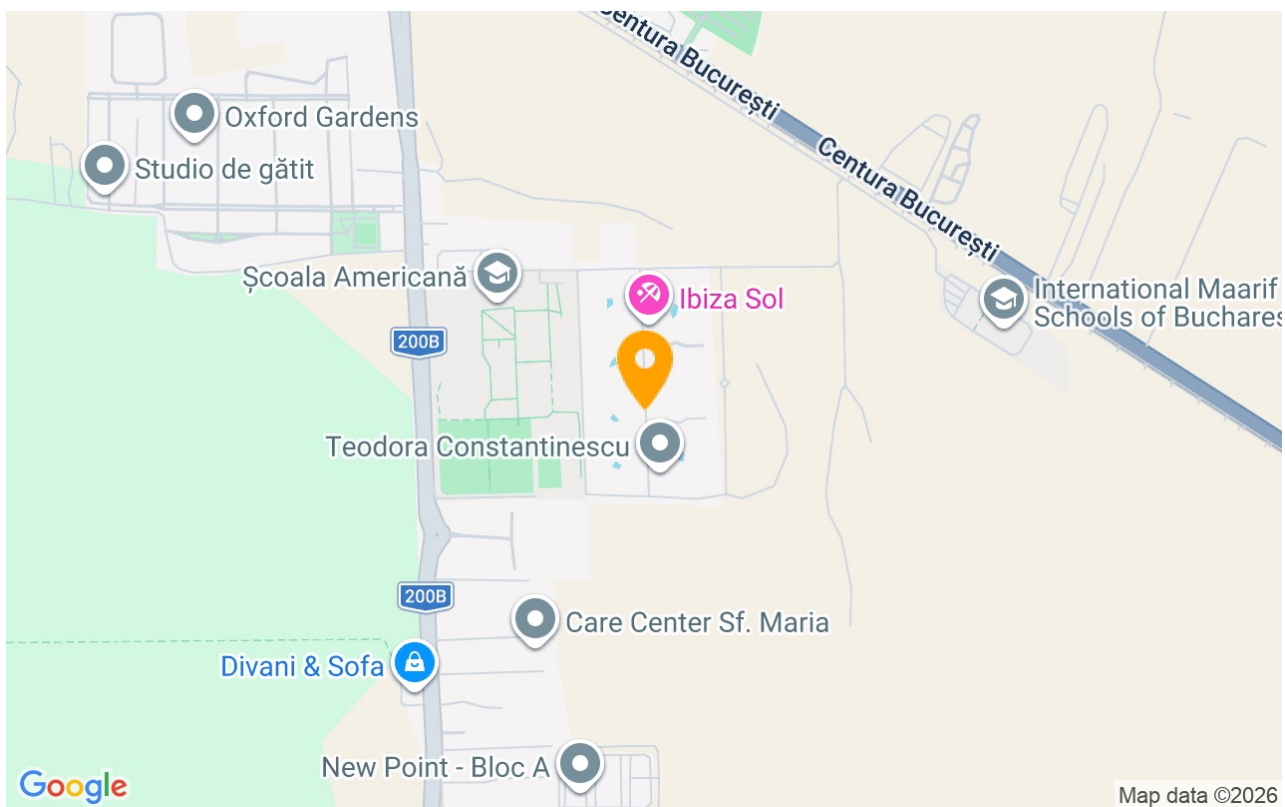 Centura București
Centura București
Oxford Gardens
Studio de gătit
Școala Americană
Ibiza Sol
International Maarif
Schools of Buchares
200B
Teodora Constantinescu
200B
Care Center Sf. Maria
Divani & Sofa
New Point - Bloc A
Google
Map data ©2026